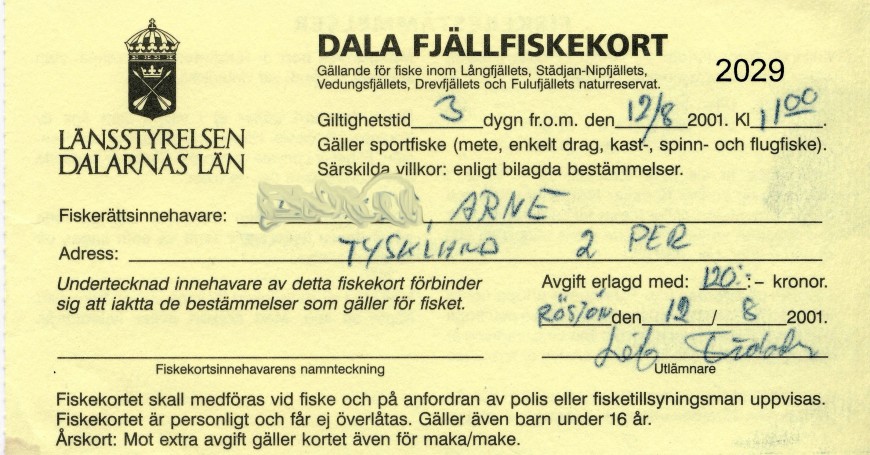 DALA FJÄLLFISKEKORT
Gällande för fiske inom Långfjällets, Städjan-Nipfjällets,
Vedungsfjällets, Drevfjällets och Fulufjällets naturreservat.
2029
LÄNSSTYRELSEN
DALARNAS LÄN
Giltighetstid 3 dygn fr.o.m. den 12/8 2001. Kl 11 00.
Gäller sportfiske (mete, enkelt drag, kast-, spinn- och flugfiske).
Särskilda villkor: enligt bilagda bestämmelser.
Fiskerättsinnehavare: , ARNE
Adress: TYSKLAND 2 PER
Undertecknad innehavare av detta fiskekort förbinder
sig att iaktta de bestämmelser som gäller för fisket.
Avgift erlagd med: 120:- kronor.
RÖSJÖN den 12 / 8 2001.
Fiskekortsinnehavarens namnteckning
Utlämnare
Fiskekortet skall medföras vid fiske och på anfordran av polis eller fisketillsyningsman uppvisas.
Fiskekortet är personligt och får ej överlåtas. Gäller även barn under 16 år.
Årskort: Mot extra avgift gäller kortet även för maka/make.